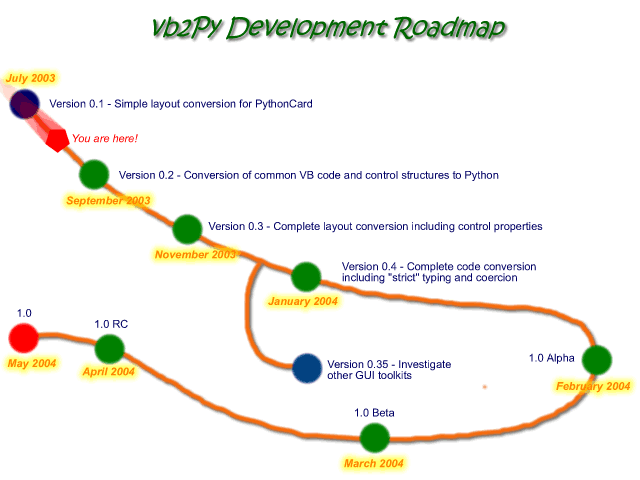 vb2Py Development Roadmap
July 2003
Version 0.1 - Simple layout conversion for PythonCard
You are here!
Version 0.2 - Conversion of common VB code and control structures to Python
September 2003
Version 0.3 - Complete layout conversion including control properties
November 2003
Version 0.4 - Complete code conversion
including "strict" typing and coercion
January 2004
1.0
1.0 RC
May 2004
April 2004
Version 0.35 - Investigate
other GUI toolkits
1.0 Alpha
February 2004
1.0 Beta
March 2004